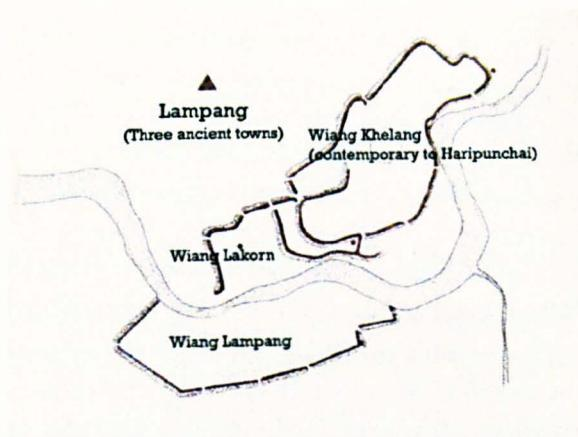 Lampang
(Three ancient towns)
Wiang Khelang
(contemporary to Haripunchai)
Wiang Lakorn
Wiang Lampang